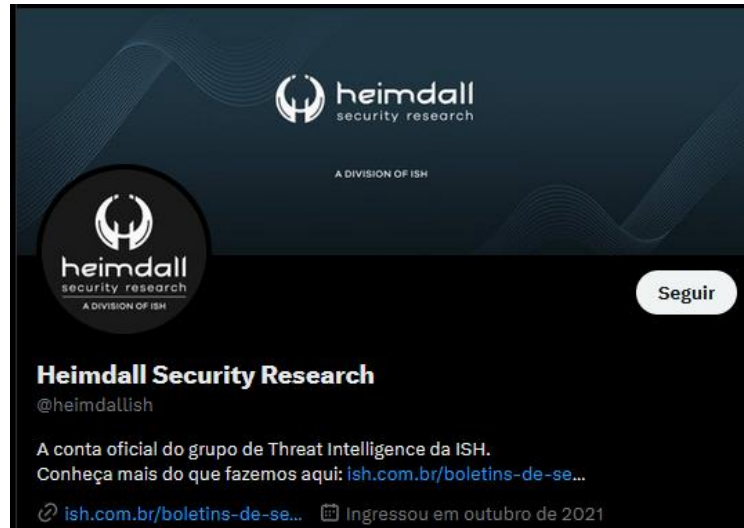 heimdall
security research
A DIVISION OF ISH
heimdall
security research
A DIVISION OF ISH
Seguir
Heimdall Security Research
@heimdallish
A conta oficial do grupo de Threat Intelligence da ISH.
Conheça mais do que fazemos aqui: ish.com.br/boletins-de-se...
ish.com.br/boletins-de-se... Ingressou em outubro de 2021